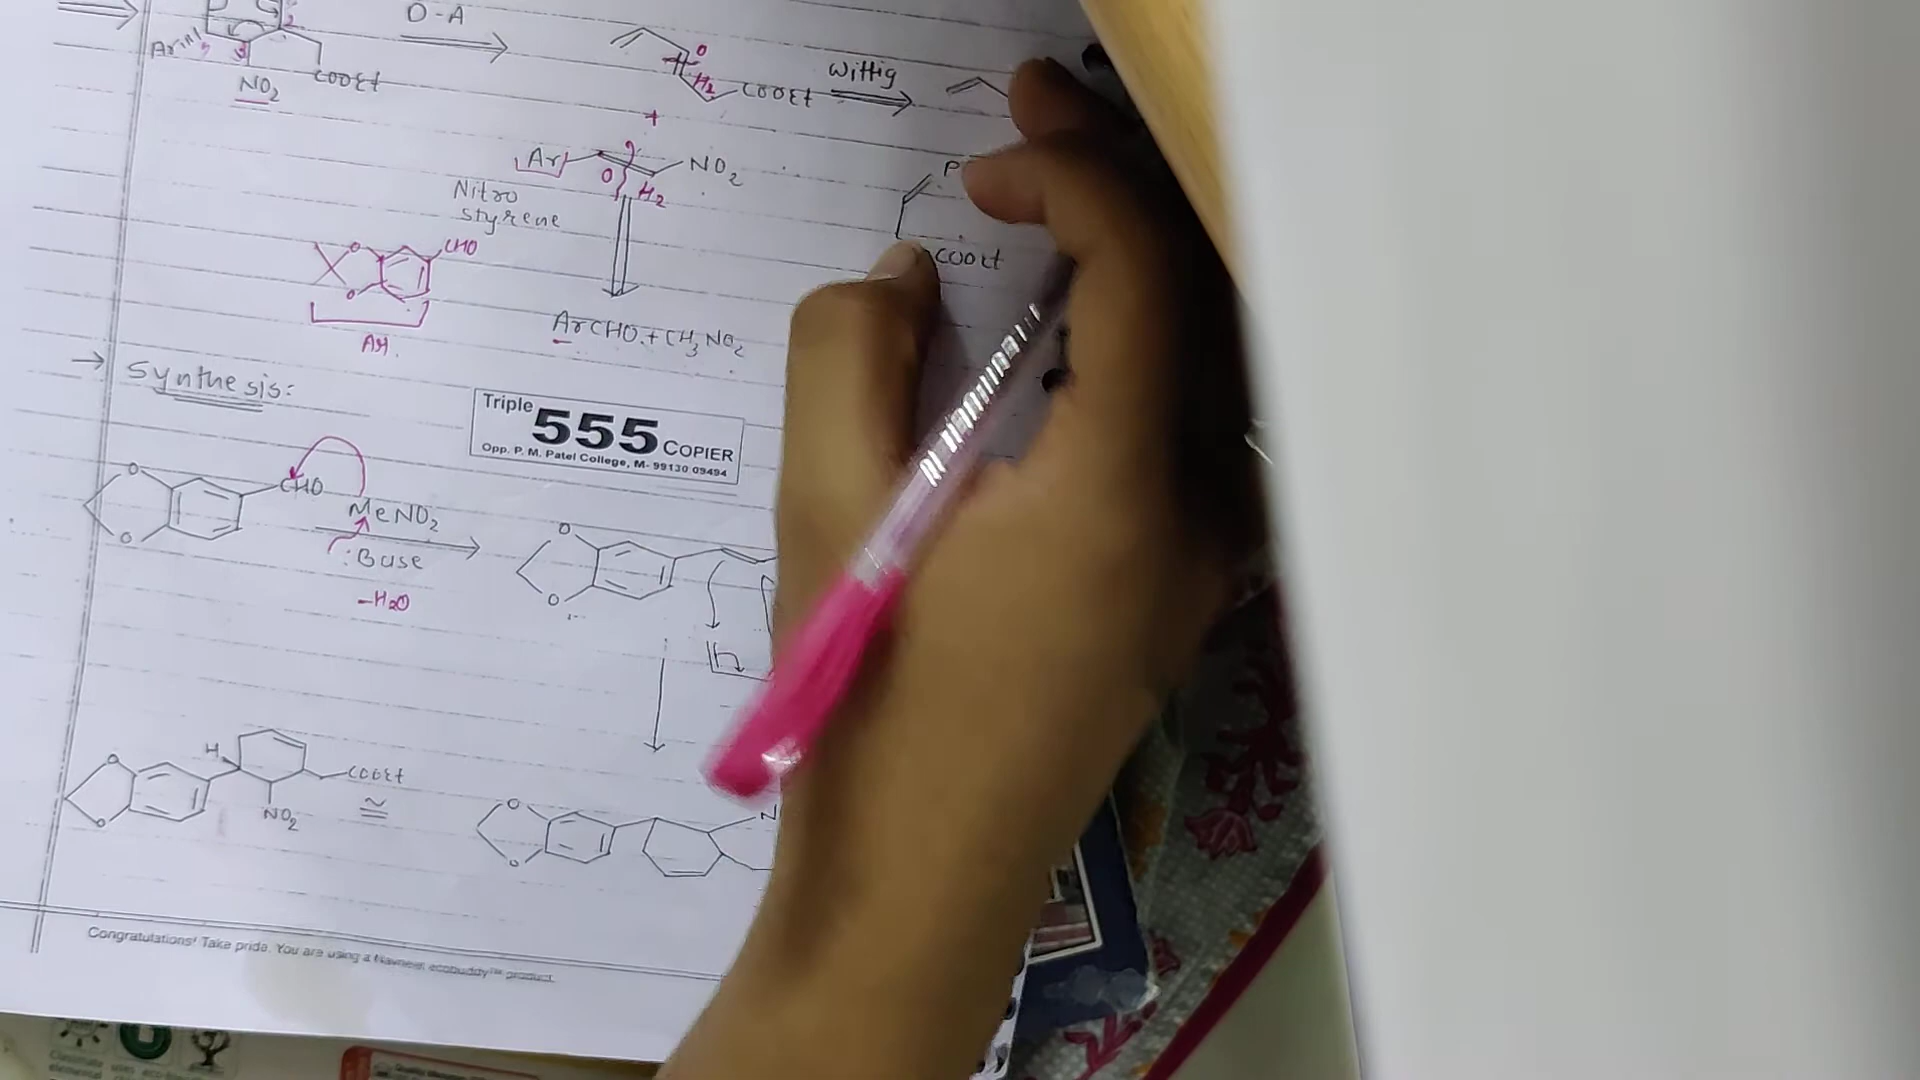 D-A
Ar
NO2
COOEt
O
H2
COOEt
Wittig
+
Ar
NO2
O
H2
COOEt
Nitro
styrene
O
O
CHO
Ar.
ArCHO + CH3NO2
→ Synthesis:
Triple 555 COPIER
Opp. P. M. Patel College, M- 99130 09494
O
O
CHO
MeNO2
:Base
-H2O
O
O
H
COOEt
NO2
O
O
≅
O
O
N
Congratulations! Take pride. You are using a Navneet ecobuddy™ product.